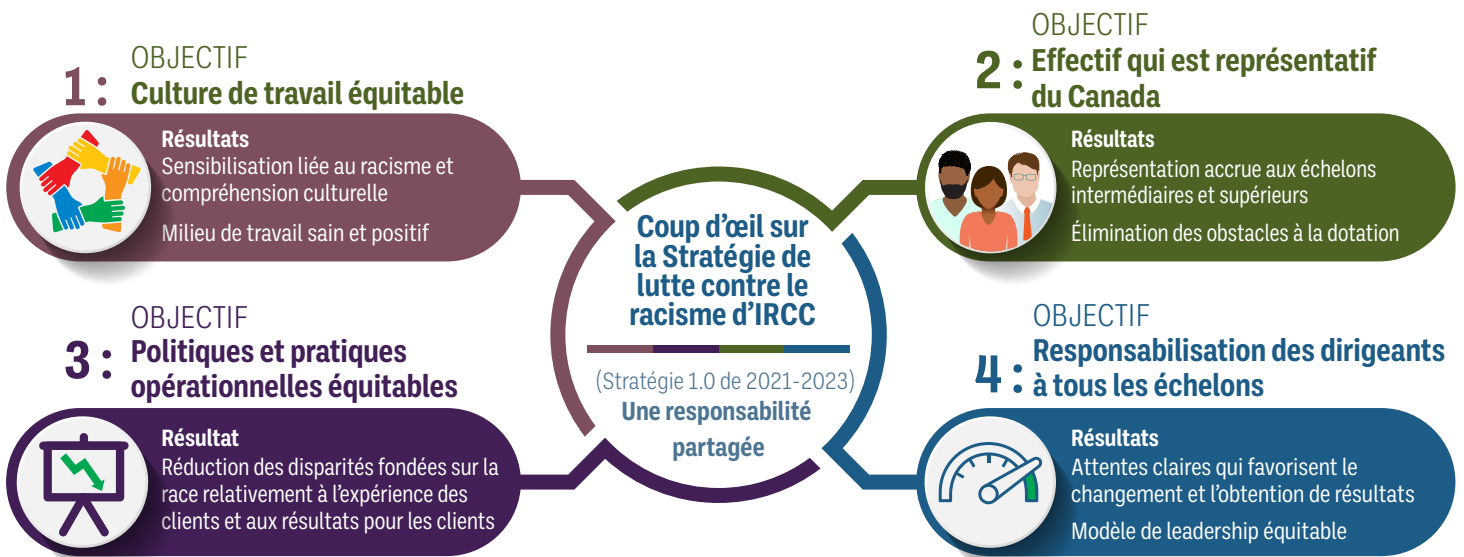 OBJECTIF
1 : Culture de travail équitable
Résultats
Sensibilisation liée au racisme et
compréhension culturelle
Milieu de travail sain et positif
OBJECTIF
2 : Effectif qui est représentatif
du Canada
Résultats
Représentation accrue aux échelons
intermédiaires et supérieurs
Élimination des obstacles à la dotation
Coup d'œil sur
la Stratégie de
lutte contre le
racisme d'IRCC
(Stratégie 1.0 de 2021-2023)
Une responsabilité
partagée
OBJECTIF
3 : Politiques et pratiques
opérationnelles équitables
Résultat
Réduction des disparités fondées sur la
race relativement à l'expérience des
clients et aux résultats pour les clients
OBJECTIF
4 : Responsabilisation des dirigeants
à tous les échelons
Résultats
Attentes claires qui favorisent le
changement et l'obtention de résultats
Modèle de leadership équitable